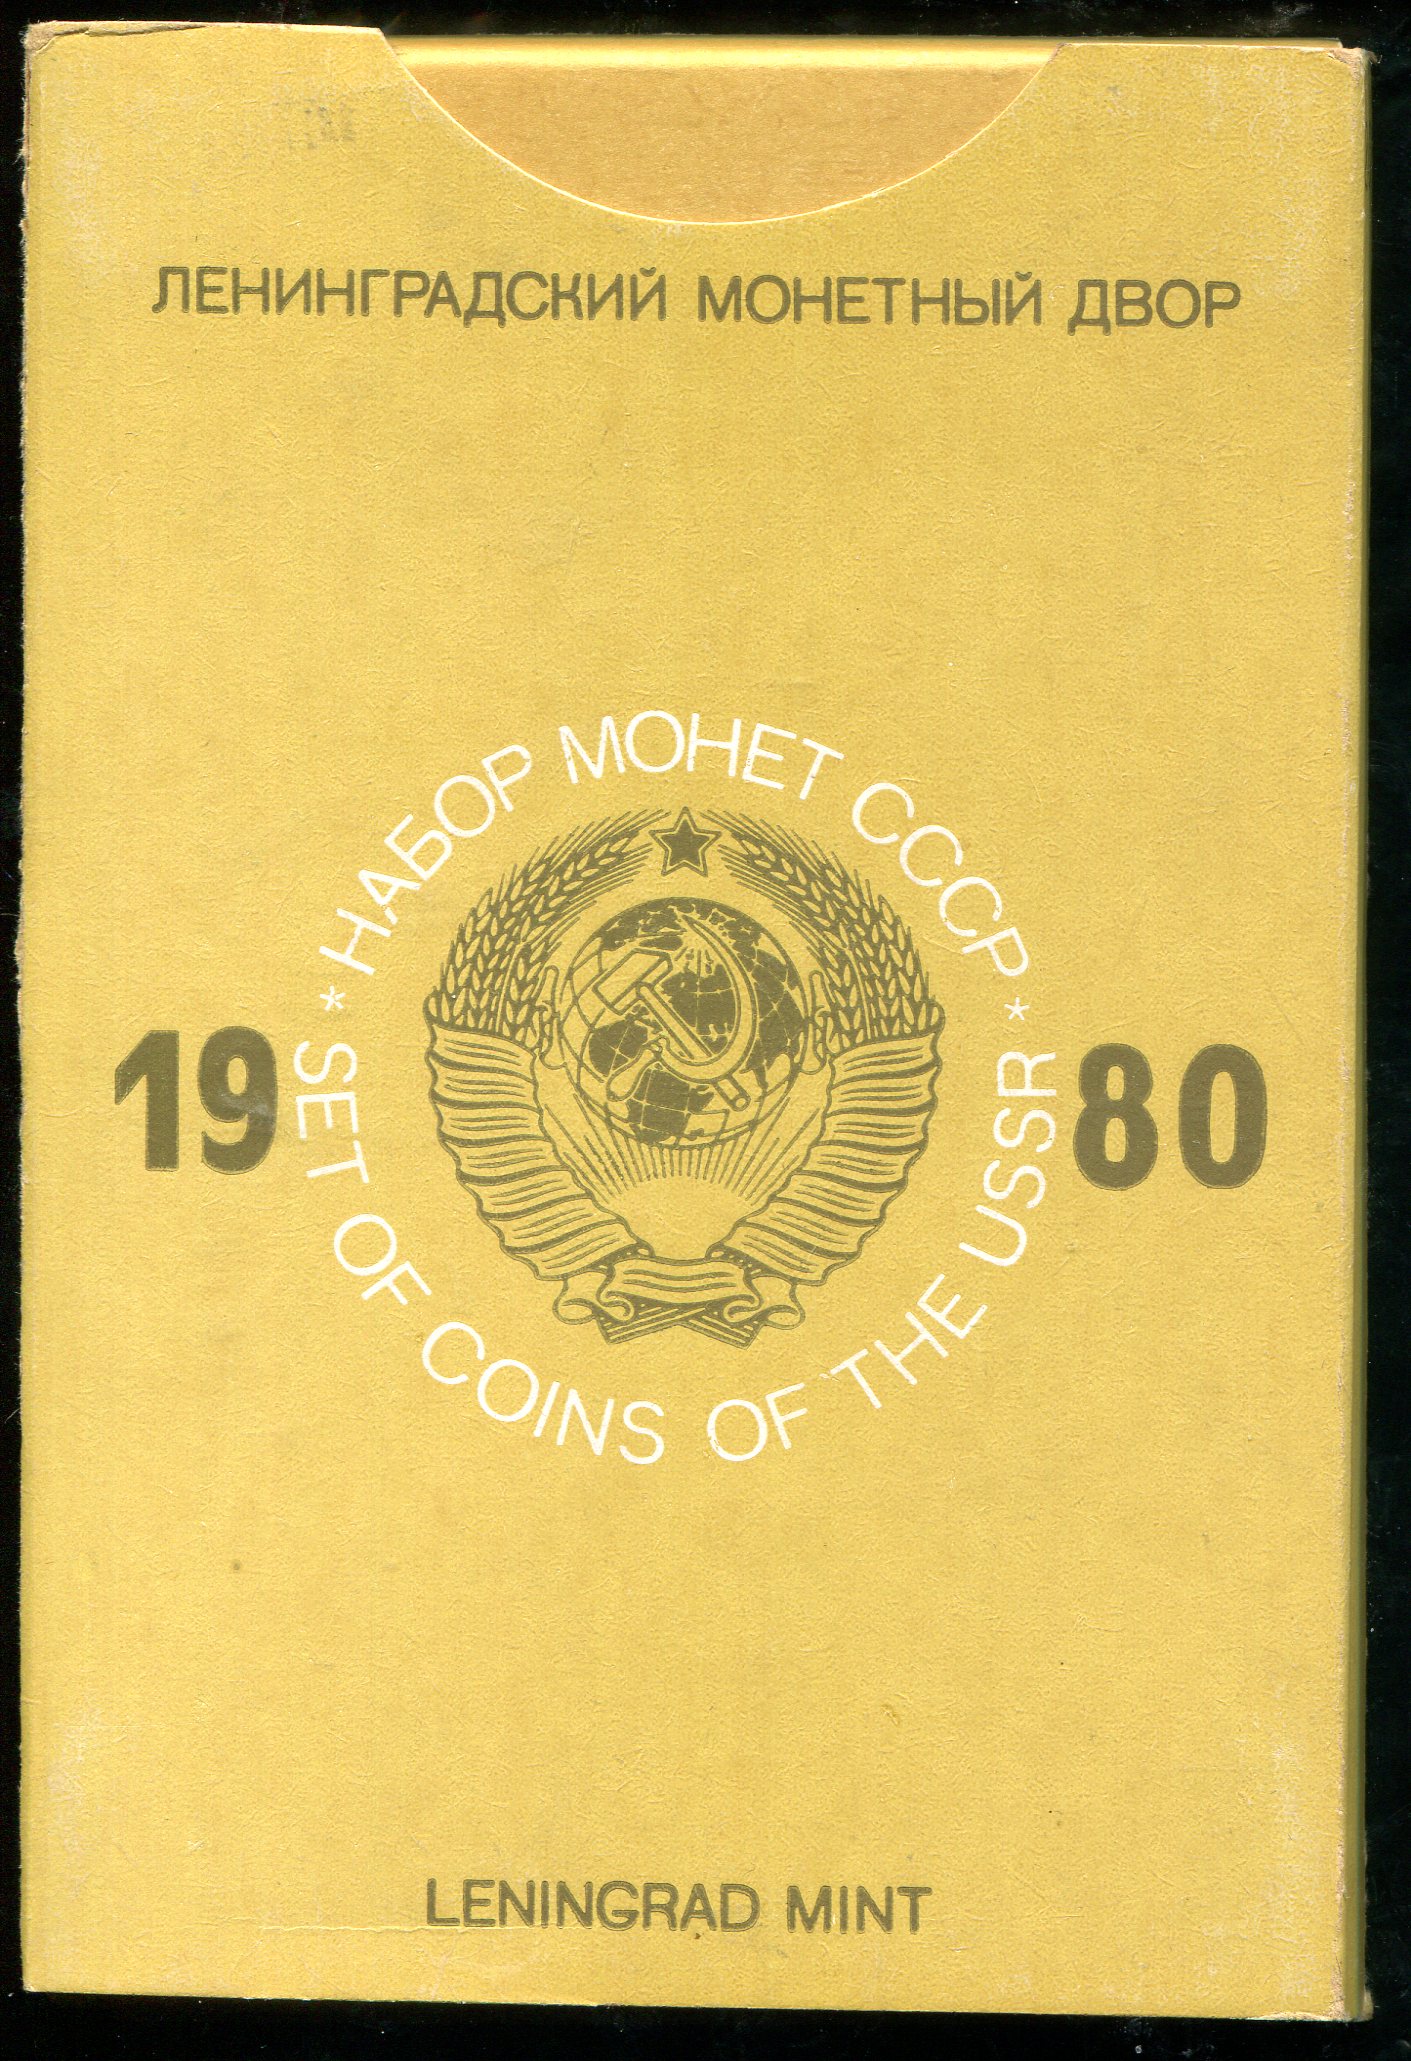 ЛЕНИНГРАДСКИЙ МОНЕТНЫЙ ДВОР
* НАБОР МОНЕТ СССР *
19 80
SET OF COINS OF THE USSR
LENINGRAD MINT